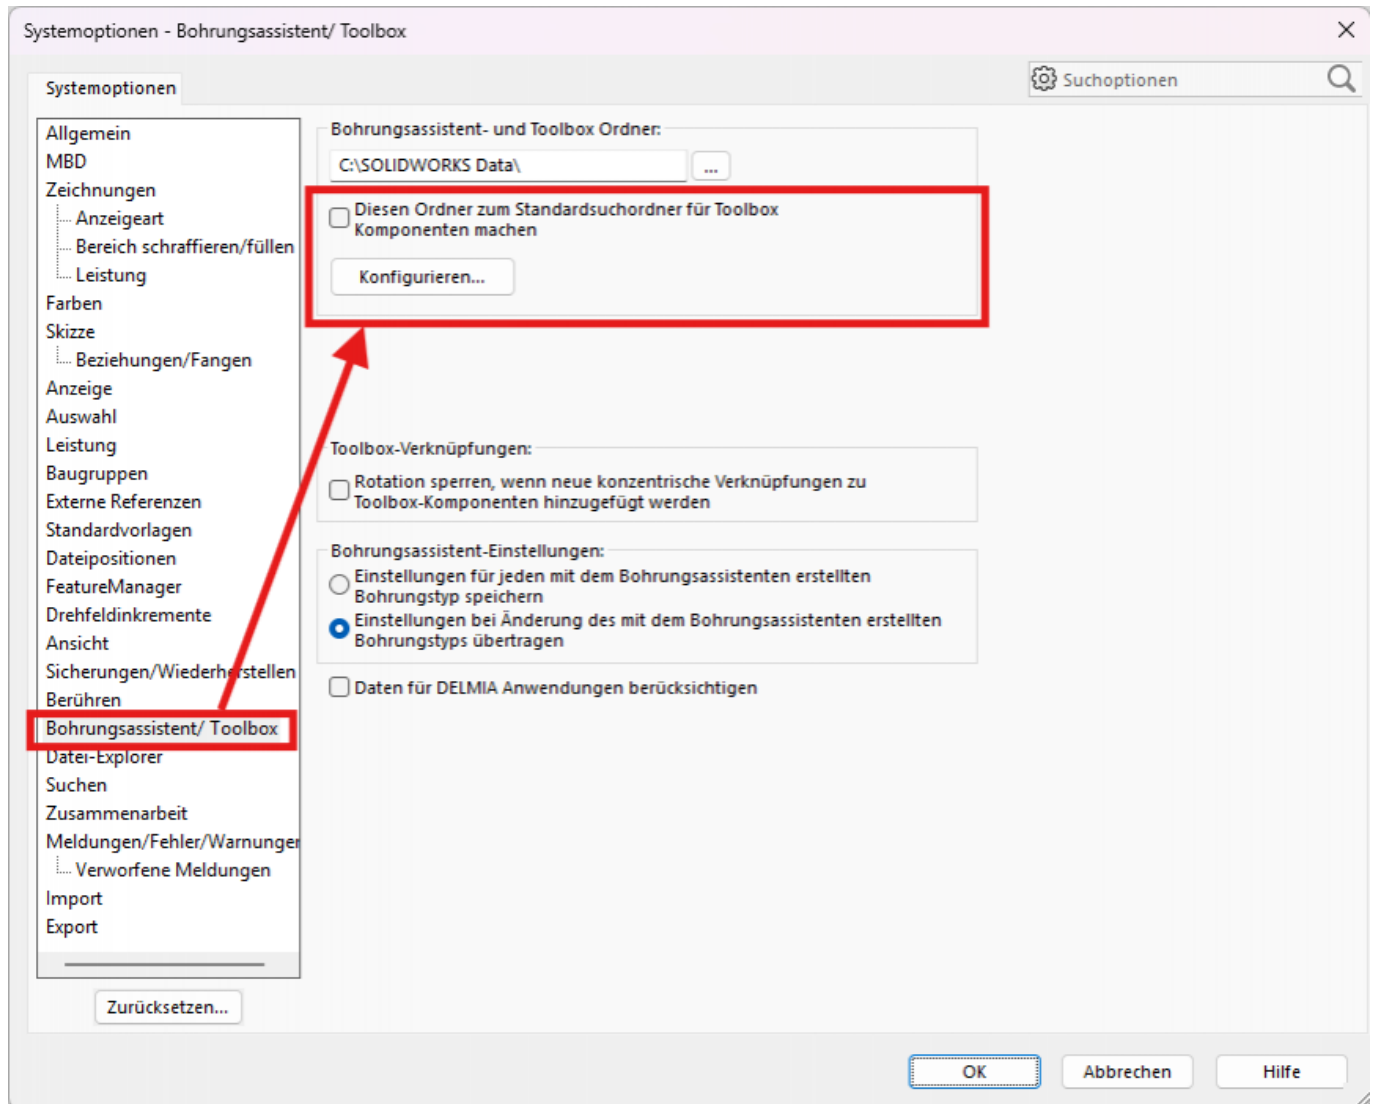 Systemoptionen - Bohrungsassistent/ Toolbox
Systemoptionen
Suchoptionen
Allgemein
MBD
Zeichnungen
Anzeigeart
Bereich schraffieren/füllen
Leistung
Farben
Skizze
Beziehungen/Fangen
Anzeige
Auswahl
Leistung
Baugruppen
Externe Referenzen
Standardvorlagen
Dateipositionen
FeatureManager
Drehfeldinkremente
Ansicht
Sicherungen/Wiederherstellen
Berühren
Bohrungsassistent/ Toolbox
Datei-Explorer
Suchen
Zusammenarbeit
Meldungen/Fehler/Warnunger
Verworfene Meldungen
Import
Export
Zurücksetzen...
Bohrungsassistent- und Toolbox Ordner:
C:\SOLIDWORKS Data\
...
Diesen Ordner zum Standardsuchordner für Toolbox
Komponenten machen
Konfigurieren...
Toolbox-Verknüpfungen:
Rotation sperren, wenn neue konzentrische Verknüpfungen zu
Toolbox-Komponenten hinzugefügt werden
Bohrungsassistent-Einstellungen:
Einstellungen für jeden mit dem Bohrungsassistenten erstellten
Bohrungstyp speichern
Einstellungen bei Änderung des mit dem Bohrungsassistenten erstellten
Bohrungstyps übertragen
Daten für DELMIA Anwendungen berücksichtigen
OK
Abbrechen
Hilfe